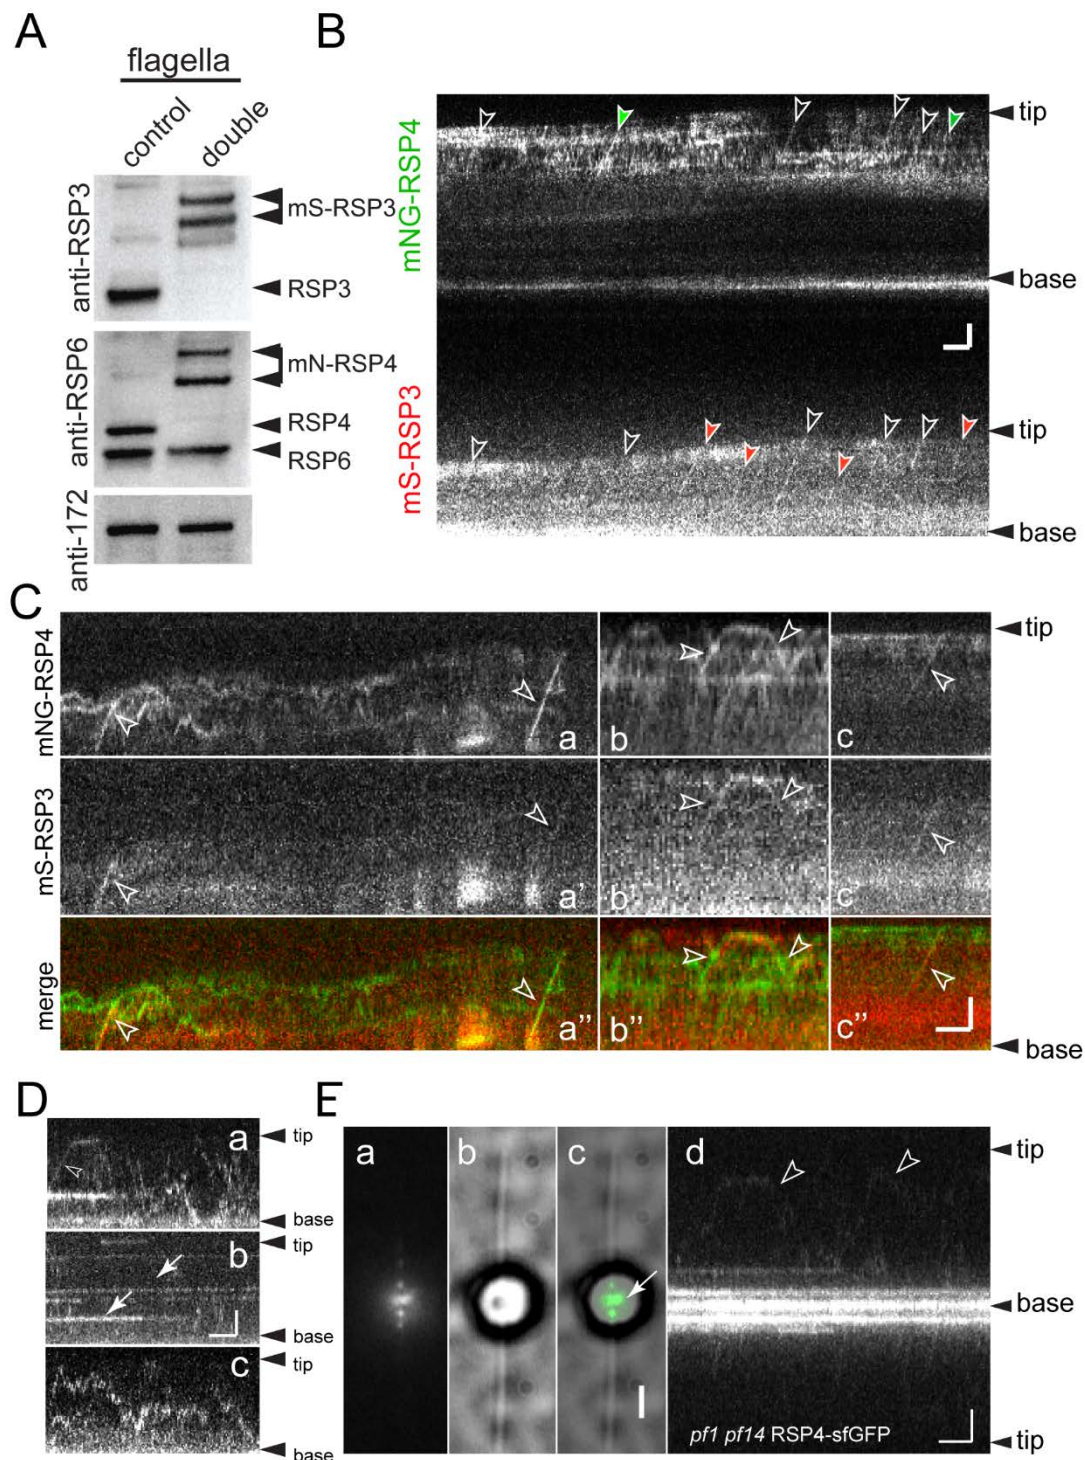 A
flagella
control
double
anti-RSP3
mS-RSP3
RSP3
anti-RSP6
mN-RSP4
RSP4
RSP6
anti-172
B
mNG-RSP4
tip
base
mS-RSP3
tip
base
C
mNG-RSP4
a
b
c
tip
mS-RSP3
a'
b'
c'
merge
a"
b"
c"
base
D
a
tip
base
b
tip
base
c
tip
base
E
a
b
c
d
tip
base
tip
pf1 pf14 RSP4-sfGFP